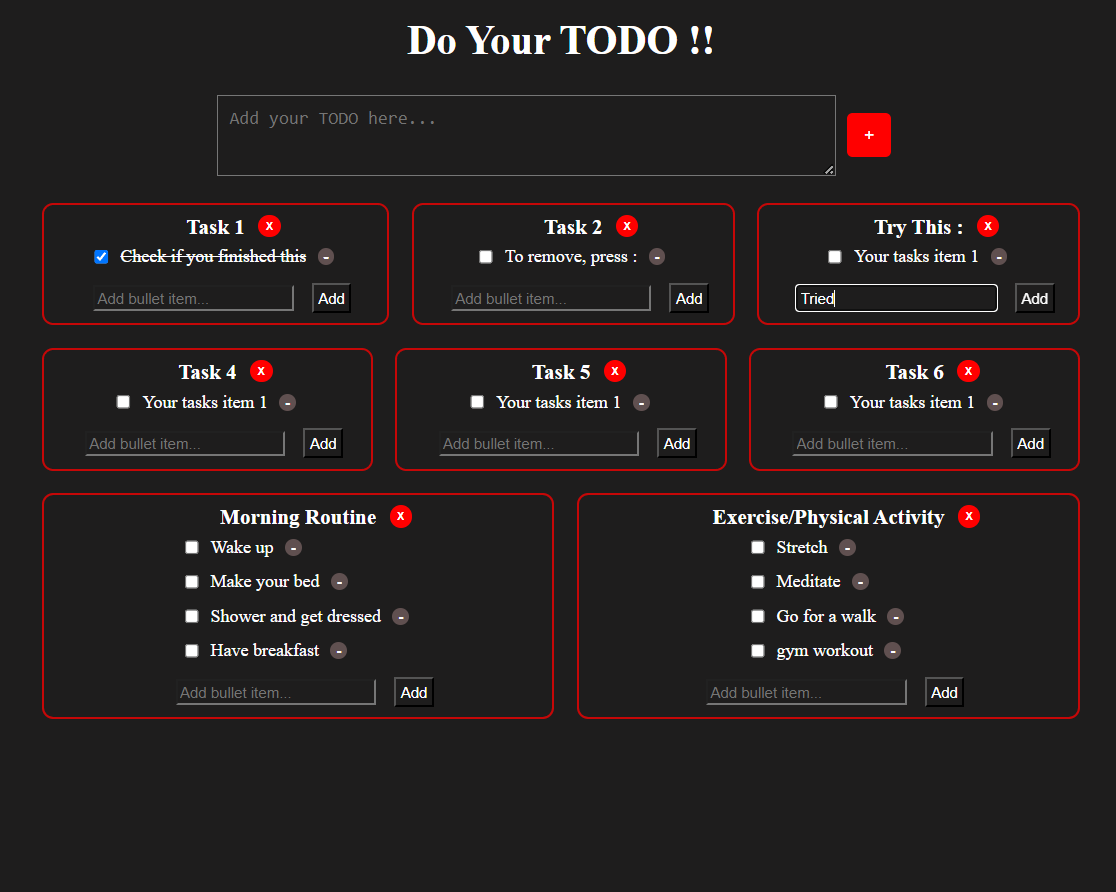 Do Your TODO !!
Add your TODO here...
+
Task 1 x
Check if you finished this -
Add bullet item... Add
Task 2 x
To remove, press : -
Add bullet item... Add
Try This : x
Your tasks item 1 -
Tried Add
Task 4 x
Your tasks item 1 -
Add bullet item... Add
Task 5 x
Your tasks item 1 -
Add bullet item... Add
Task 6 x
Your tasks item 1 -
Add bullet item... Add
Morning Routine x
Wake up -
Make your bed -
Shower and get dressed -
Have breakfast -
Add bullet item... Add
Exercise/Physical Activity x
Stretch -
Meditate -
Go for a walk -
gym workout -
Add bullet item... Add